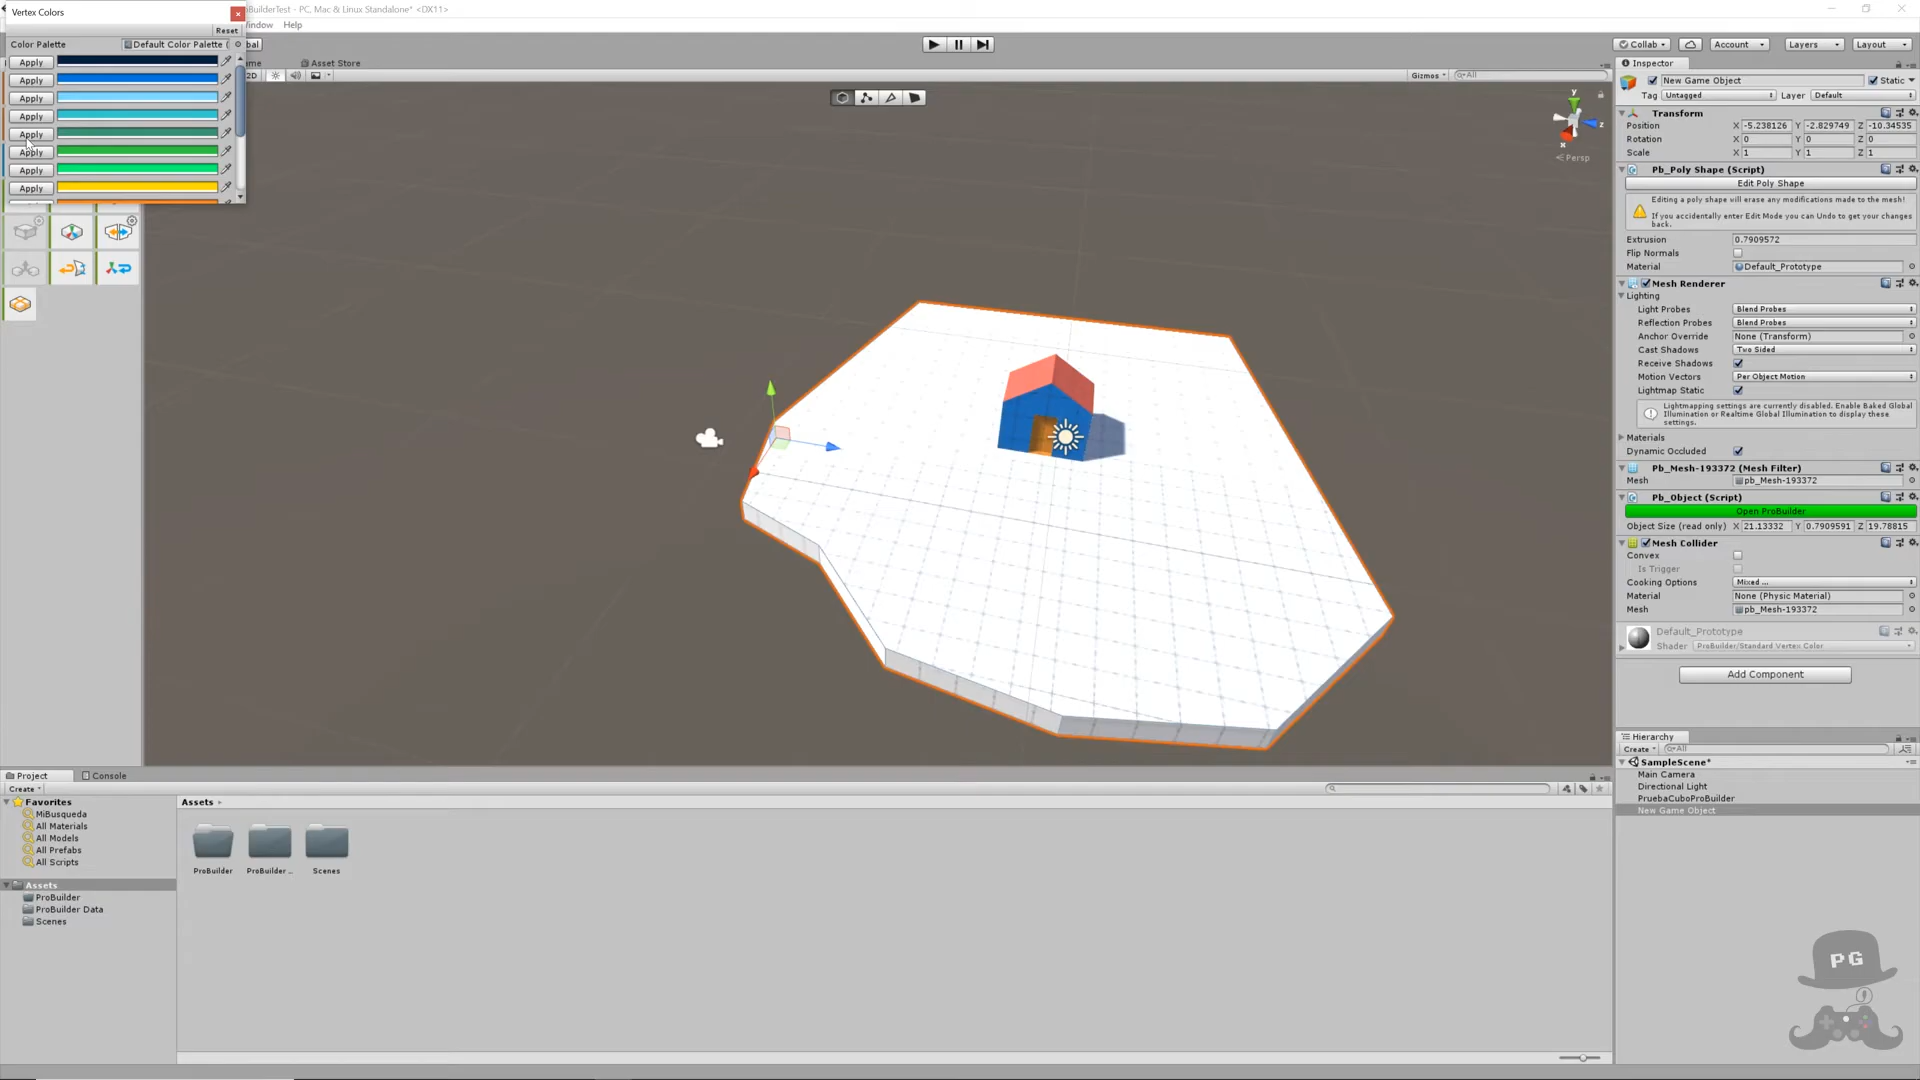 Vertex Colors
oBuilderTest - PC, Mac & Linux Standalone* <DX11>
Window Help
Reset
Color Palette Default Color Palette (
Apply
Apply
Apply
Apply
Apply
Apply
Apply
Apply
Asset Store
2D
Gizmos All
Collab
Account
Layers
Layout
y
z
x
Persp
Inspector
New Game Object Static
Tag Untagged Layer Default
Transform
Position X -5.238126 Y -2.829749 Z -10.34535
Rotation X 0 Y 0 Z 0
Scale X 1 Y 1 Z 1
Pb_Poly Shape (Script)
Edit Poly Shape
Editing a poly shape will erase any modifications made to the mesh!
If you accidentally enter Edit Mode you can Undo to get your changes
back.
Extrusion 0.7909572
Flip Normals
Material Default_Prototype
Mesh Renderer
Lighting
Light Probes Blend Probes
Reflection Probes Blend Probes
Anchor Override None (Transform)
Cast Shadows Two Sided
Receive Shadows
Motion Vectors Per Object Motion
Lightmap Static
Lightmapping settings are currently disabled. Enable Baked Global
Illumination or Realtime Global Illumination to display these
settings.
Materials
Dynamic Occluded
Pb_Mesh-193372 (Mesh Filter)
Mesh pb_Mesh-193372
Pb_Object (Script)
Open ProBuilder
Object Size (read only) X 21.13332 Y 0.7909591 Z 19.78815
Mesh Collider
Convex
Is Trigger
Cooking Options Mixed ...
Material None (Physic Material)
Mesh pb_Mesh-193372
Default_Prototype
Shader ProBuilder/Standard Vertex Color
Add Component
Hierarchy
Create All
SampleScene*
Main Camera
Directional Light
PruebaCuboProBuilder
New Game Object
Project Console
Create
Favorites
MiBusqueda
All Materials
All Models
All Prefabs
All Scripts
Assets
ProBuilder
ProBuilder Data
Scenes
Assets
ProBuilder
ProBuilder ..
Scenes
PG